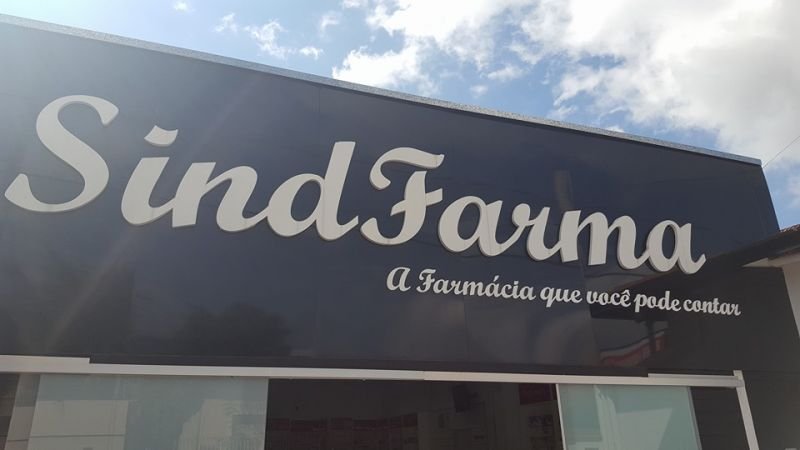 SindFarma
A Farmácia que você pode contar